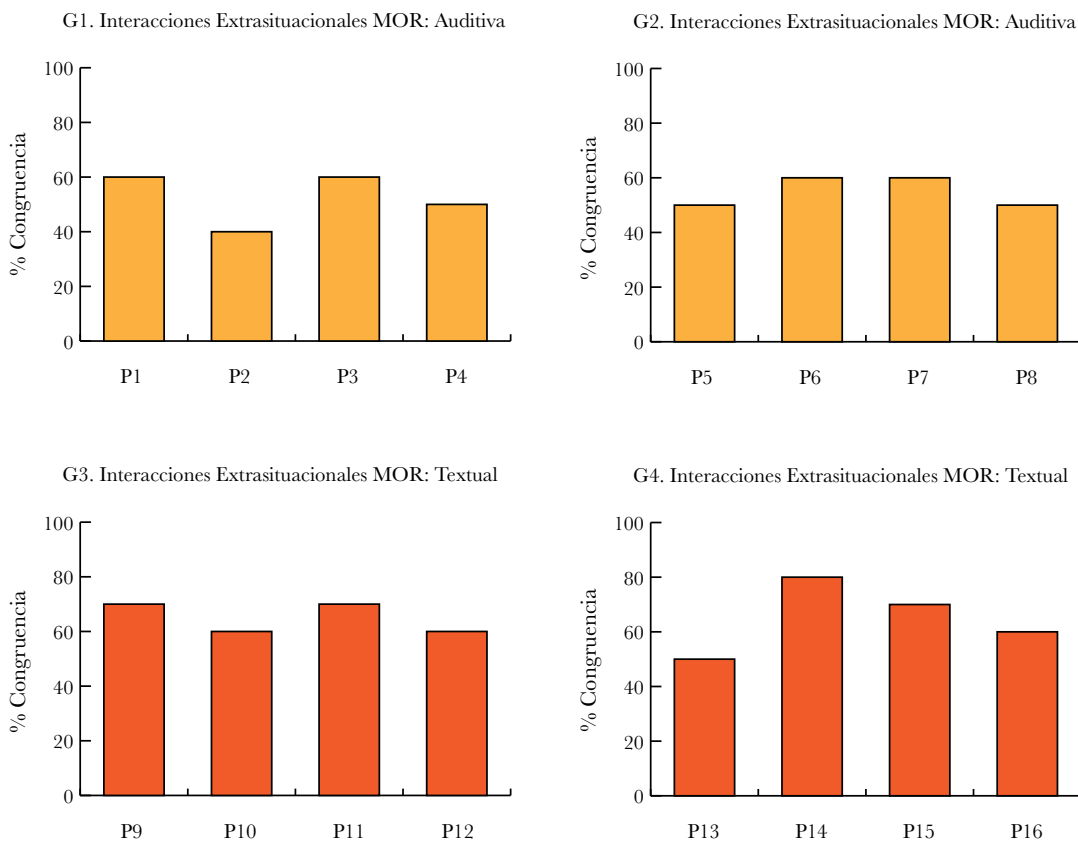 G1. Interacciones Extrasituacionales MOR: Auditiva
% Congruencia
100
80
60
40
20
0
P1 P2 P3 P4
G2. Interacciones Extrasituacionales MOR: Auditiva
% Congruencia
100
80
60
40
20
0
P5 P6 P7 P8
G3. Interacciones Extrasituacionales MOR: Textual
% Congruencia
100
80
60
40
20
0
P9 P10 P11 P12
G4. Interacciones Extrasituacionales MOR: Textual
% Congruencia
100
80
60
40
20
0
P13 P14 P15 P16